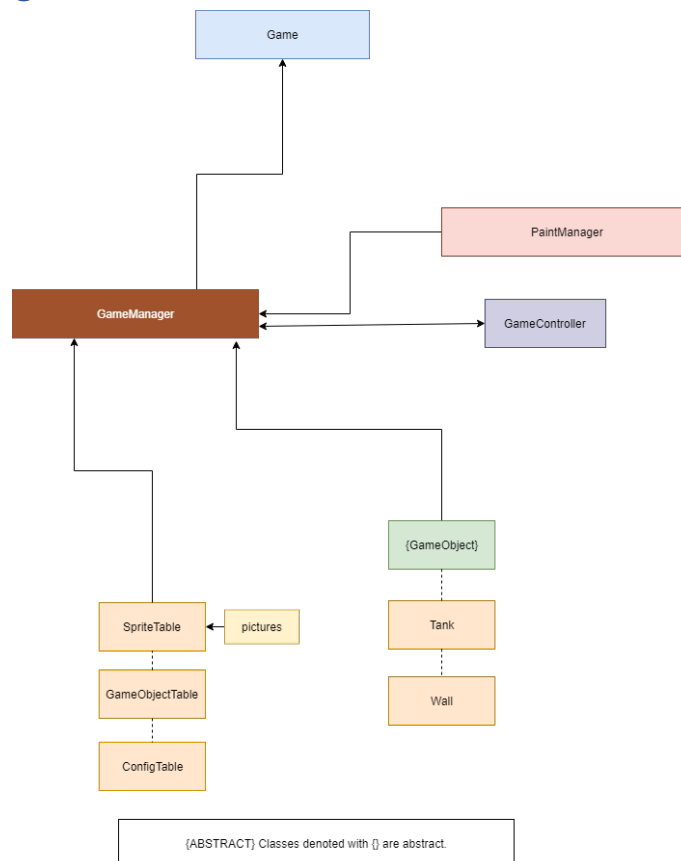 Game
PaintManager
GameManager
GameController
{GameObject}
SpriteTable
pictures
Tank
GameObjectTable
Wall
ConfigTable
{ABSTRACT} Classes denoted with {} are abstract.